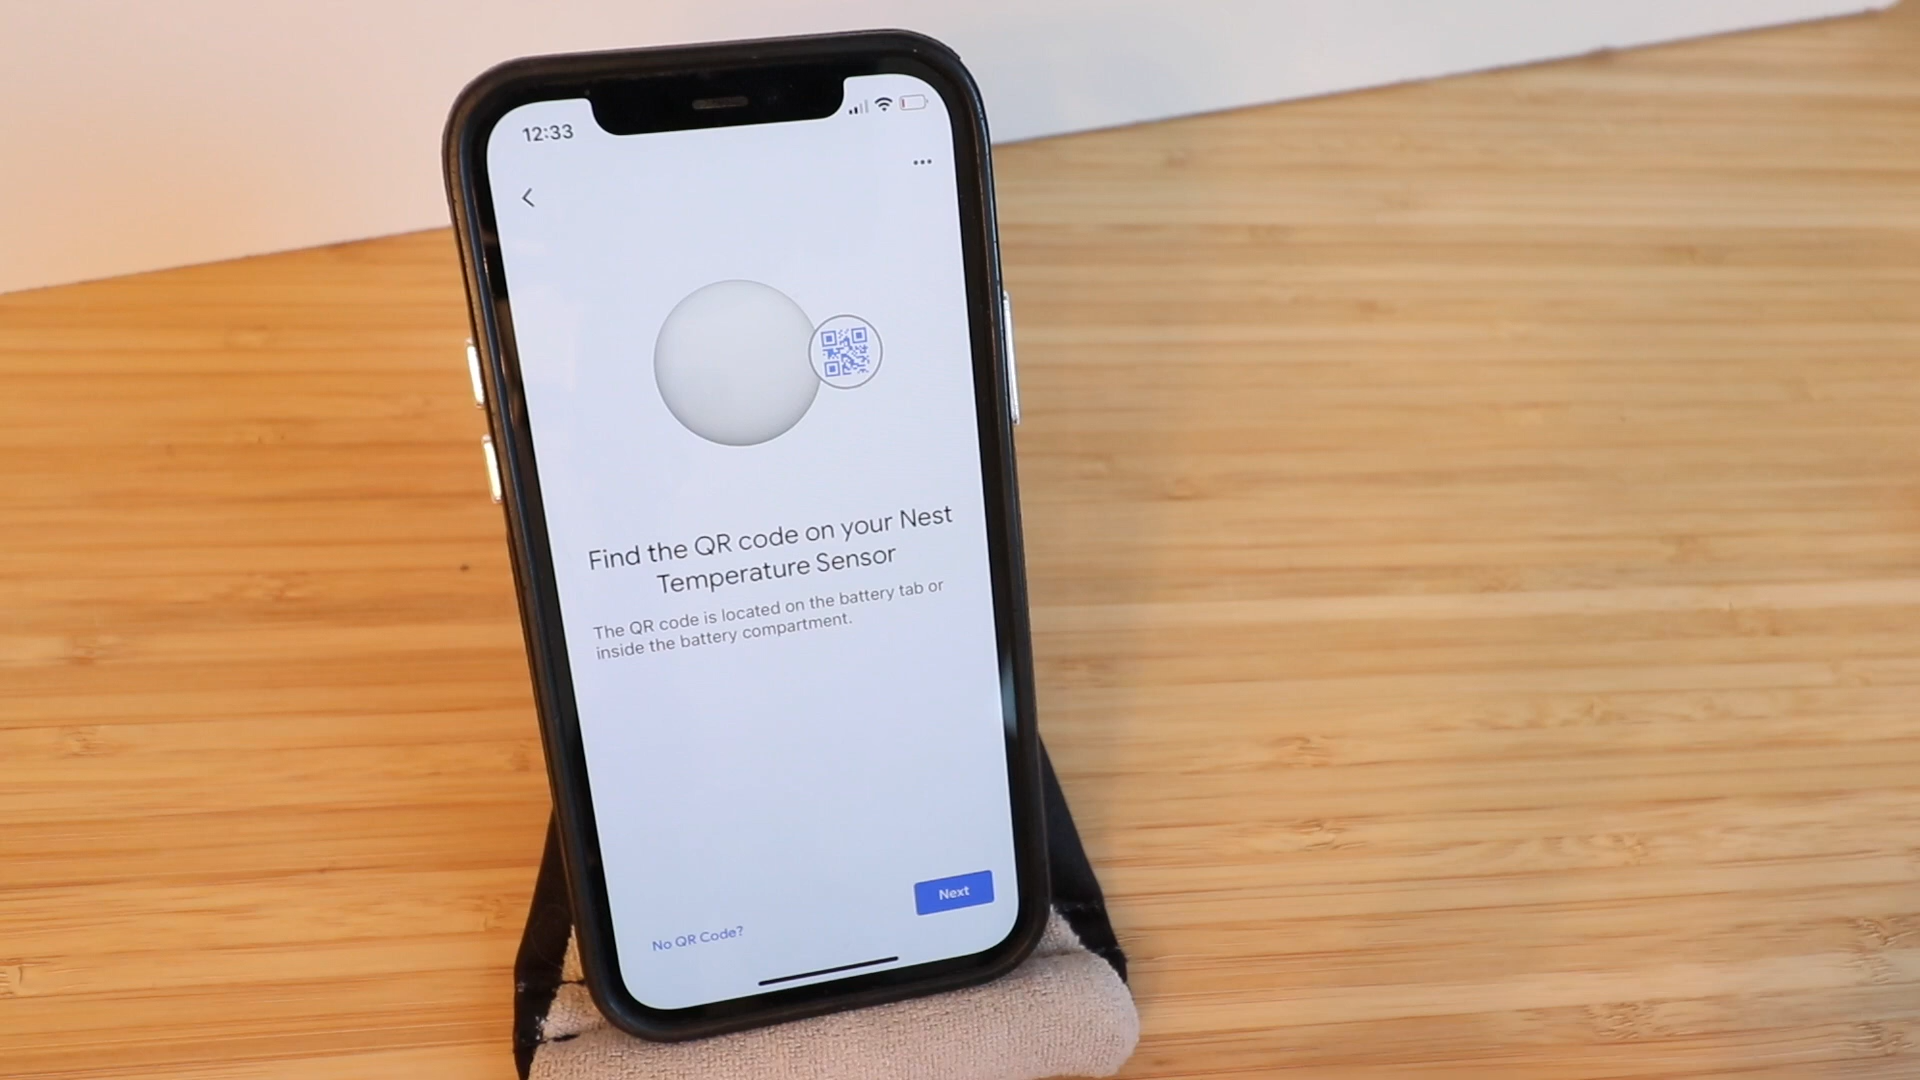 12:33
Find the QR code on your Nest
Temperature Sensor
The QR code is located on the battery tab or
inside the battery compartment.
Next
No QR Code?